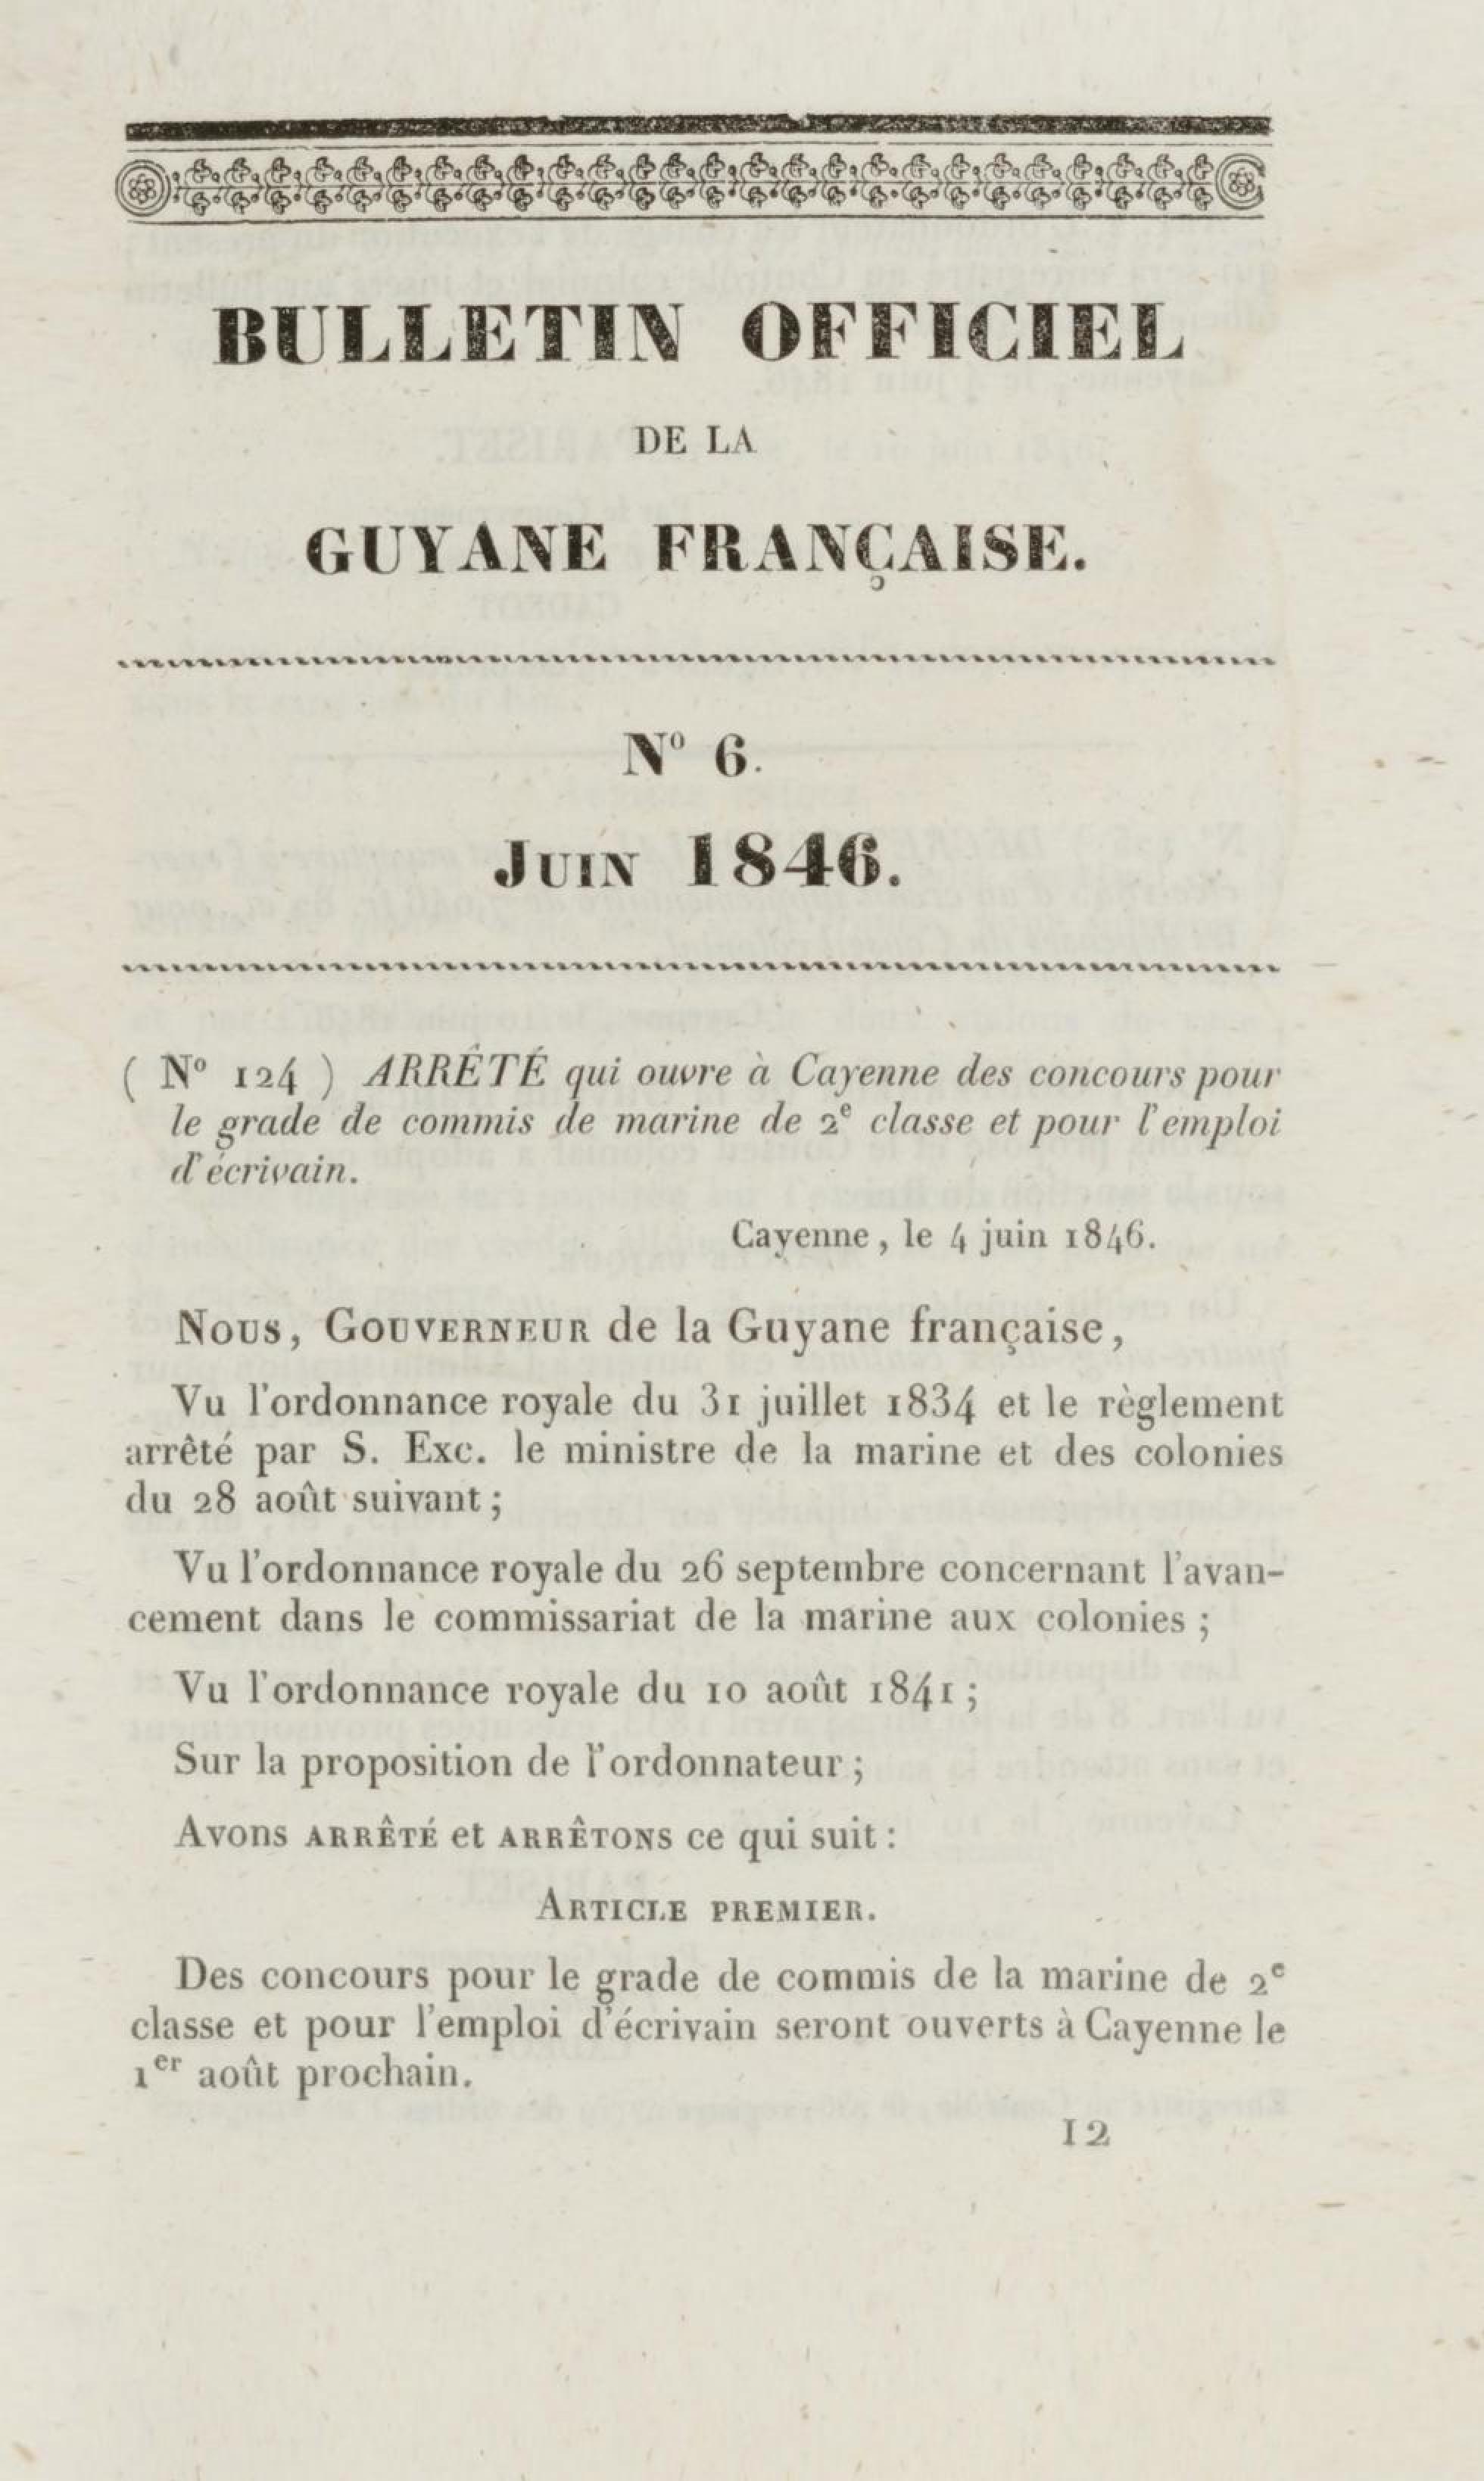 BULLETIN OFFICIEL
DE LA
GUYANE FRANÇAISE.
Nº 6.
JUIN 1846.
( Nº 124 ) ARRÊTÉ qui ouvre à Cayenne des concours pour
le grade de commis de marine de 2e classe et pour l'emploi
d'écrivain.
Cayenne, le 4 juin 1846.
NOUS, GOUVERNEUR de la Guyane française,
Vu l'ordonnance royale du 31 juillet 1834 et le règlement
arrêté par S. Exc. le ministre de la marine et des colonies
du 28 août suivant ;
Vu l'ordonnance royale du 26 septembre concernant l'avan-
cement dans le commissariat de la marine aux colonies ;
Vu l'ordonnance royale du 10 août 1841 ;
Sur la proposition de l'ordonnateur ;
Avons ARRÊTÉ et ARRÊTONS ce qui suit :
ARTICLE PREMIER.
Des concours pour le grade de commis de la marine de 2e
classe et pour l'emploi d'écrivain seront ouverts à Cayenne le
1er août prochain.
12